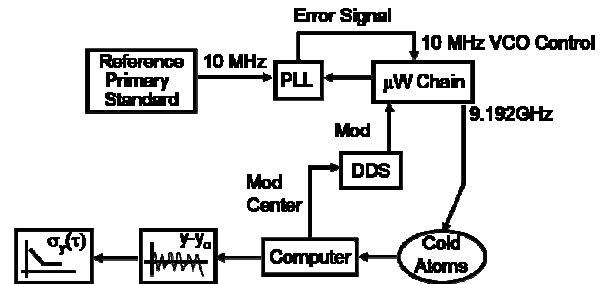 Error Signal
10 MHz VCO Control
Reference
Primary
Standard
10 MHz
PLL
μW Chain
9.192GHz
Mod
DDS
Mod
Center
σy(τ)
y-yα
Computer
Cold
Atoms